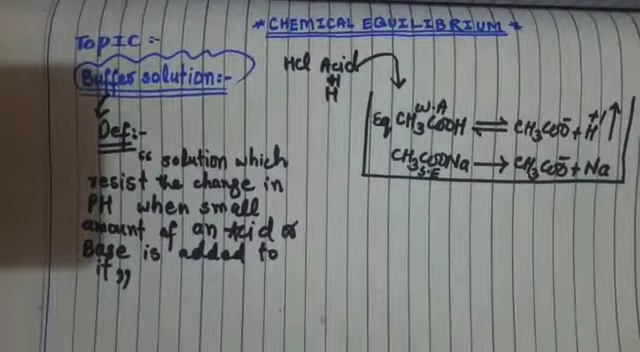 *CHEMICAL EQUILIBRIUM*
TOPIC :-
Buffer solution:-
HCl Acid
H⁺
Def:-
"solution which
resist the change in
PH when small
amount of an Acid or
Base is added to
it"
W.A
Eq CH₃COOH ⇌ CH₃COO⁻ + H⁺ ↑
CH₃COONa → CH₃COO⁻ + Na
S.E